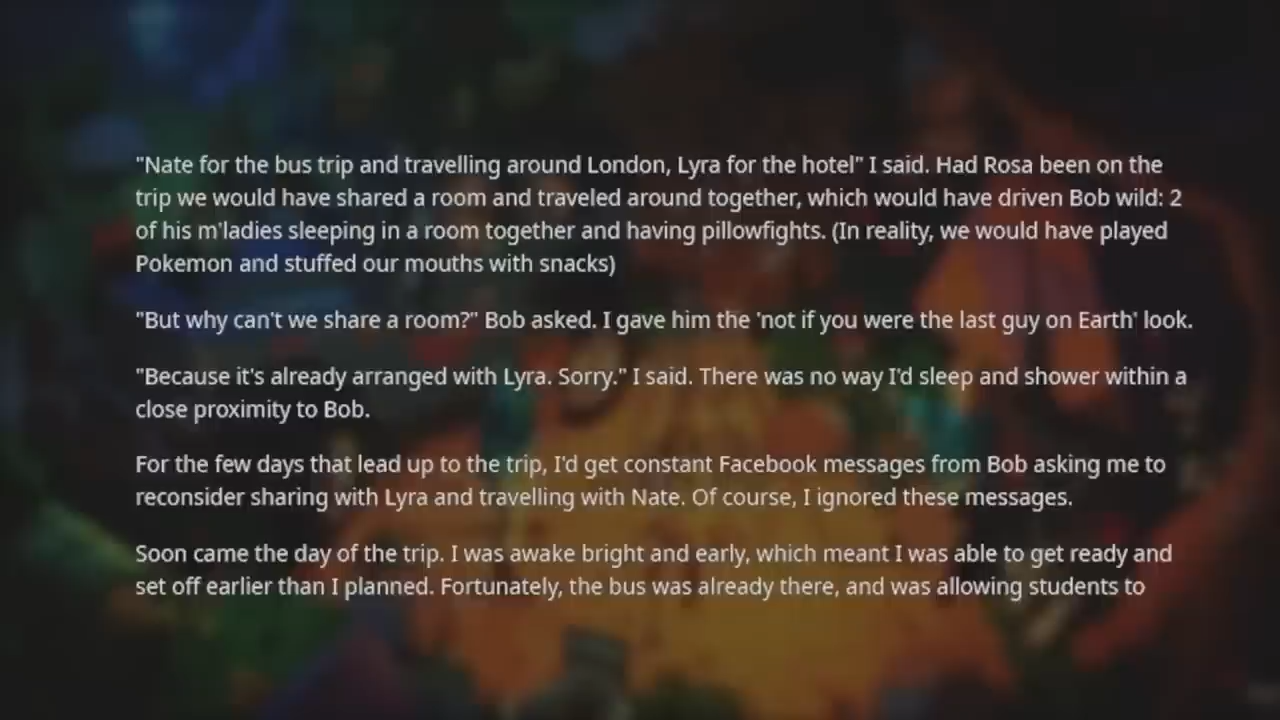 "Nate for the bus trip and travelling around London, Lyra for the hotel" I said. Had Rosa been on the
trip we would have shared a room and traveled around together, which would have driven Bob wild: 2
of his m'ladies sleeping in a room together and having pillowfights. (In reality, we would have played
Pokemon and stuffed our mouths with snacks)
"But why can't we share a room?" Bob asked. I gave him the 'not if you were the last guy on Earth' look.
"Because it's already arranged with Lyra. Sorry." I said. There was no way I'd sleep and shower within a
close proximity to Bob.
For the few days that lead up to the trip, I'd get constant Facebook messages from Bob asking me to
reconsider sharing with Lyra and travelling with Nate. Of course, I ignored these messages.
Soon came the day of the trip. I was awake bright and early, which meant I was able to get ready and
set off earlier than I planned. Fortunately, the bus was already there, and was allowing students to